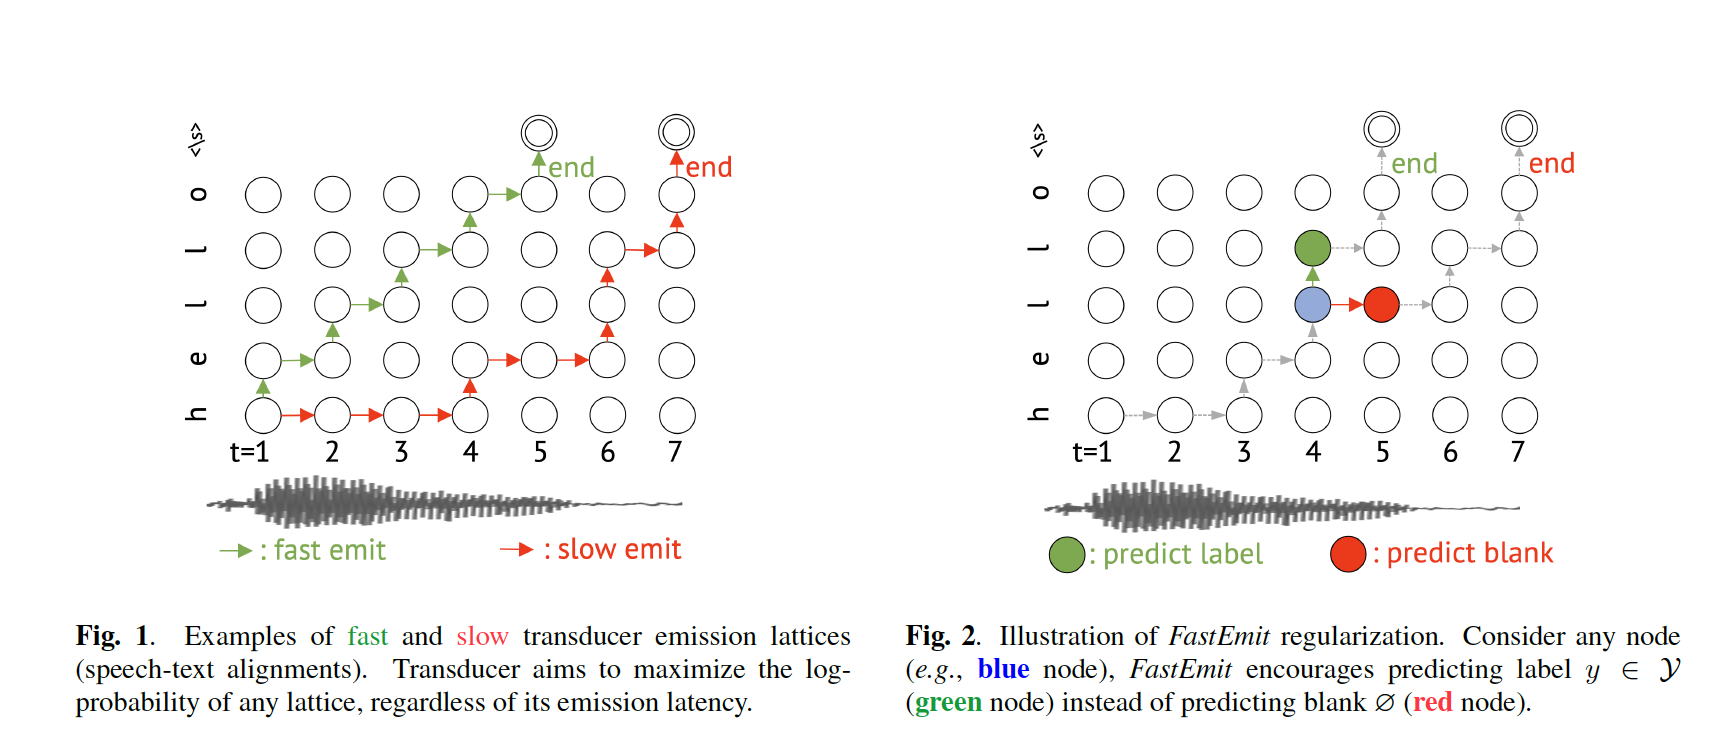 <\s>
o
l
l
e
h
end
end
t=1 2 3 4 5 6 7
: fast emit
: slow emit
Fig. 1. Examples of fast and slow transducer emission lattices
(speech-text alignments). Transducer aims to maximize the log-
probability of any lattice, regardless of its emission latency.
<\s>
o
l
l
e
h
end
end
t=1 2 3 4 5 6 7
: predict label
: predict blank
Fig. 2. Illustration of FastEmit regularization. Consider any node
(e.g., blue node), FastEmit encourages predicting label y ∈ 𝒴
(green node) instead of predicting blank ∅ (red node).